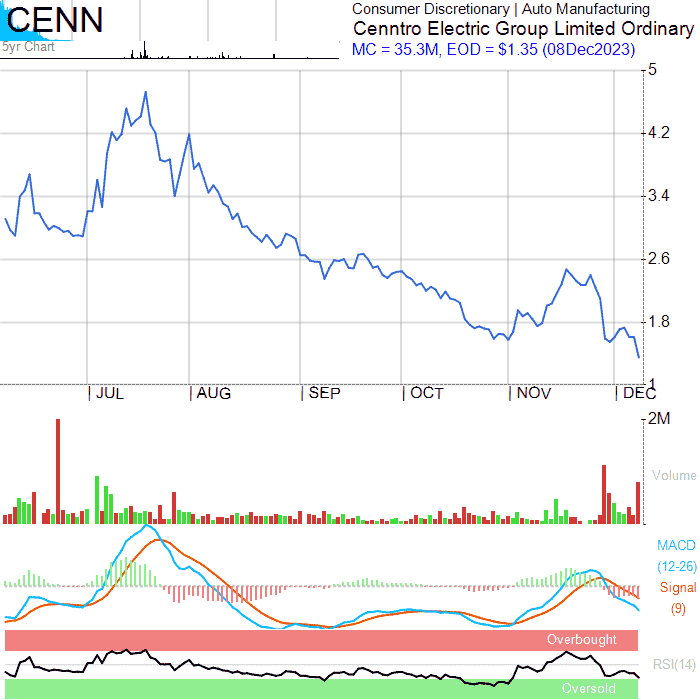 CENN
Consumer Discretionary | Auto Manufacturing
Cenntro Electric Group Limited Ordinary
5yr Chart
MC = 35.3M, EOD = $1.35 (08Dec2023)
5
4.2
3.4
2.6
1.8
1
JUL AUG SEP OCT NOV DEC
2M
Volume
MACD
(12-26)
Signal
(9)
Overbought
RSI(14)
Oversold